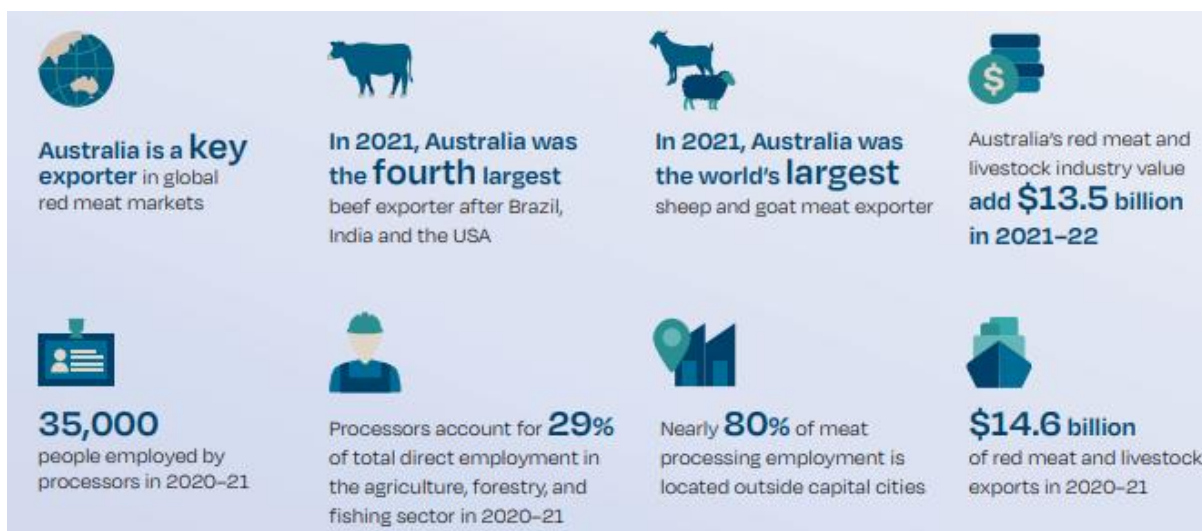 Australia is a key
exporter in global
red meat markets
In 2021, Australia was
the fourth largest
beef exporter after Brazil,
India and the USA
In 2021, Australia was
the world's largest
sheep and goat meat exporter
$
Australia's red meat and
livestock industry value
add $13.5 billion
in 2021–22
35,000
people employed by
processors in 2020–21
Processors account for 29%
of total direct employment in
the agriculture, forestry, and
fishing sector in 2020–21
Nearly 80% of meat
processing employment is
located outside capital cities
$14.6 billion
of red meat and livestock
exports in 2020–21